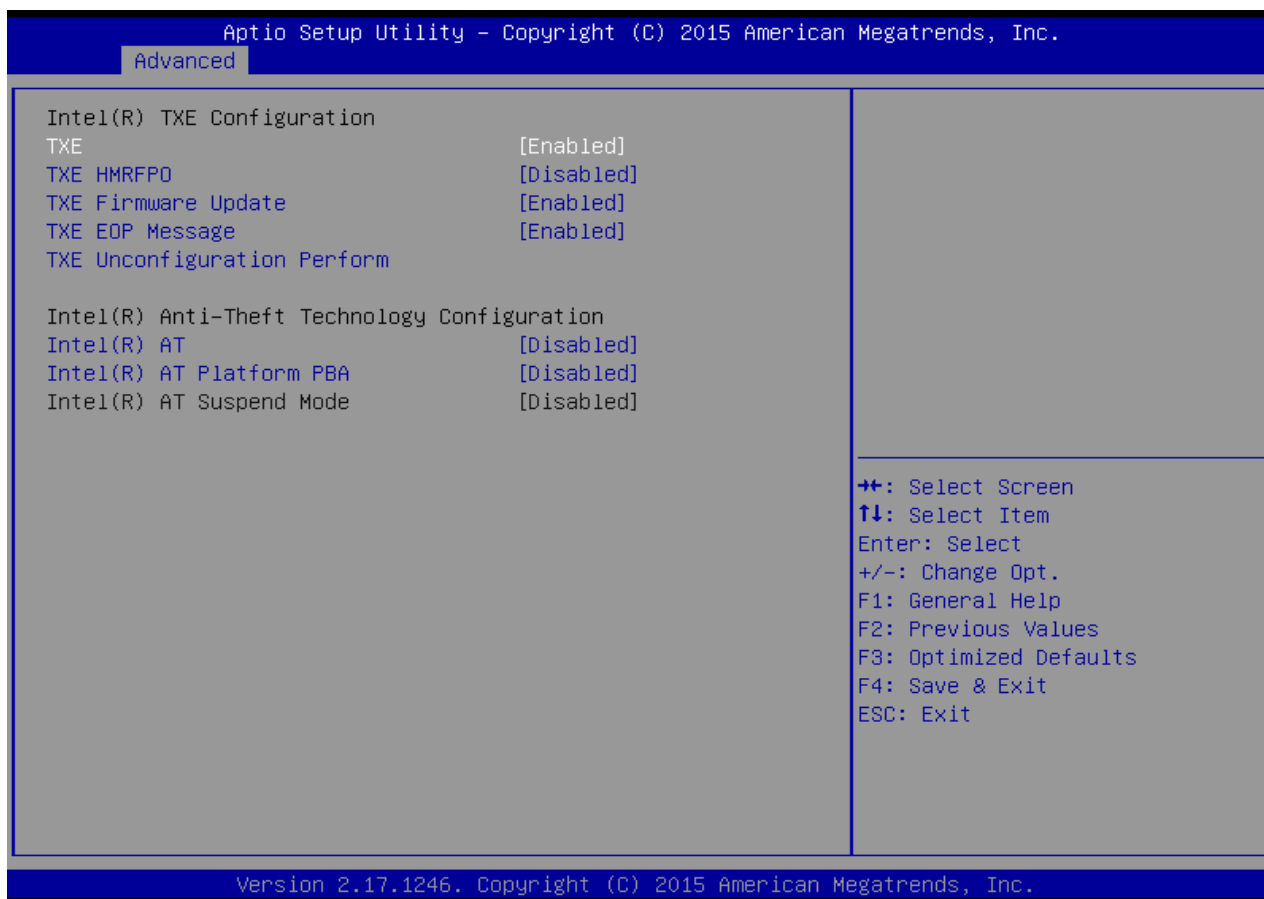 Aptio Setup Utility – Copyright (C) 2015 American Megatrends, Inc.
Advanced
Intel(R) TXE Configuration
TXE [Enabled]
TXE HMRFPO [Disabled]
TXE Firmware Update [Enabled]
TXE EOP Message [Enabled]
TXE Unconfiguration Perform
Intel(R) Anti-Theft Technology Configuration
Intel(R) AT [Disabled]
Intel(R) AT Platform PBA [Disabled]
Intel(R) AT Suspend Mode [Disabled]
→←: Select Screen
↑↓: Select Item
Enter: Select
+/-: Change Opt.
F1: General Help
F2: Previous Values
F3: Optimized Defaults
F4: Save & Exit
ESC: Exit
Version 2.17.1246. Copyright (C) 2015 American Megatrends, Inc.